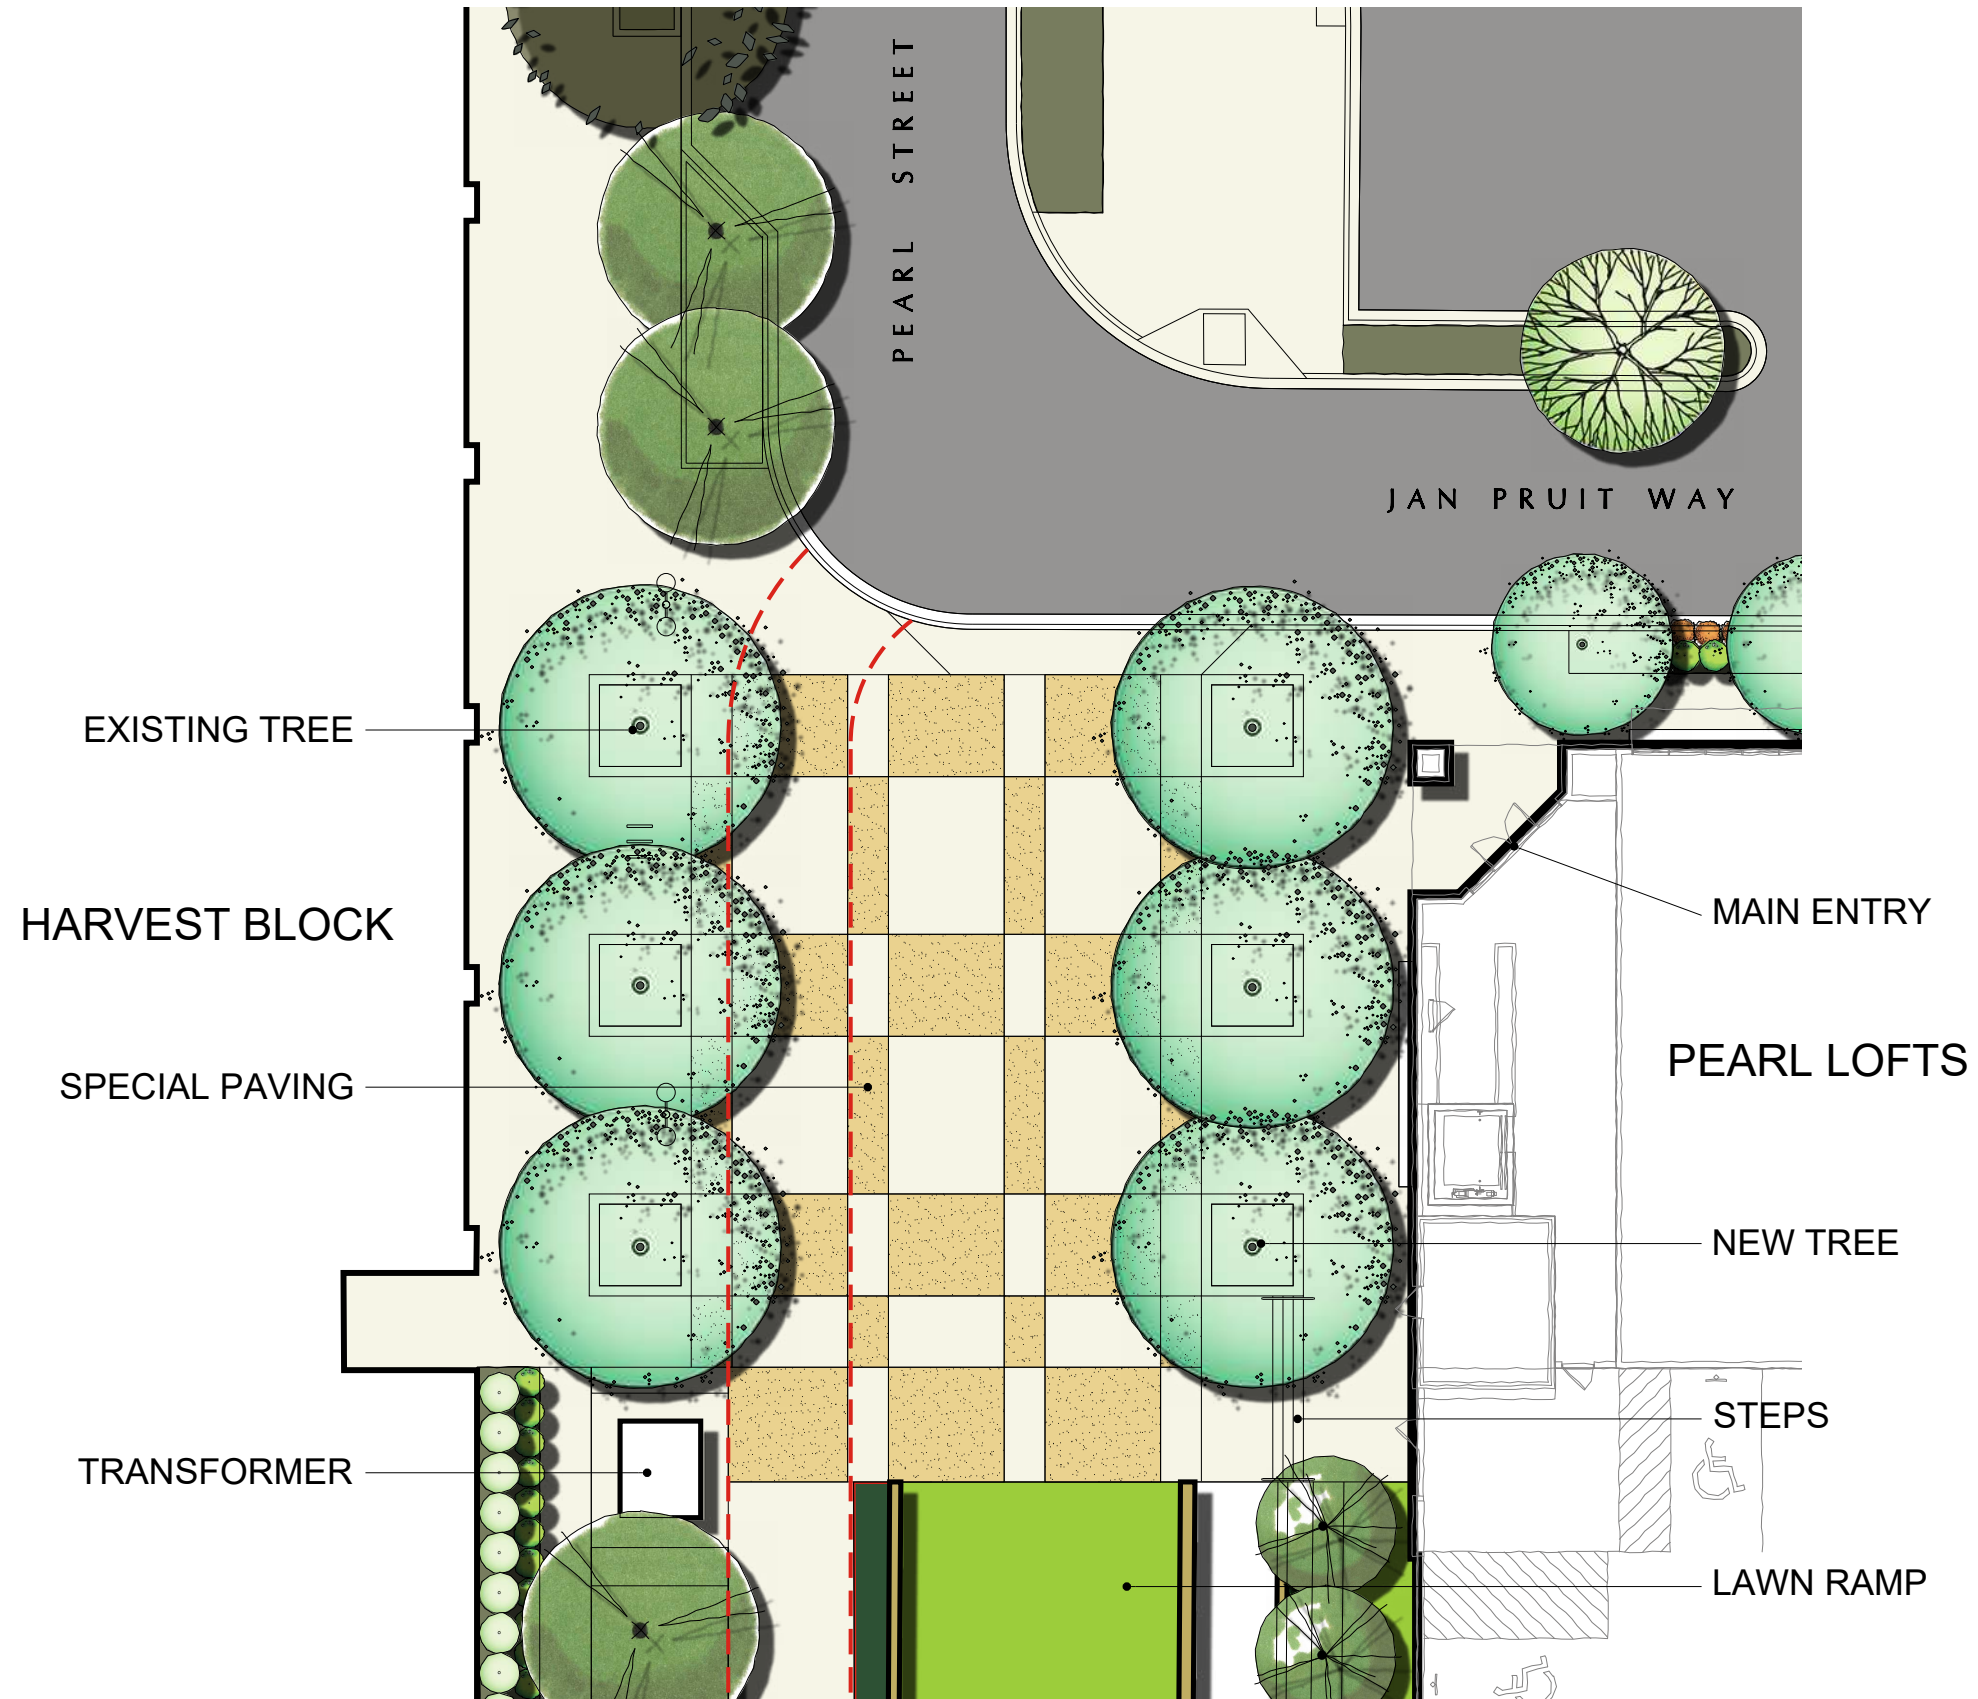 PEARL STREET
JAN PRUIT WAY
EXISTING TREE
MAIN ENTRY
HARVEST BLOCK
PEARL LOFTS
SPECIAL PAVING
NEW TREE
STEPS
TRANSFORMER
LAWN RAMP